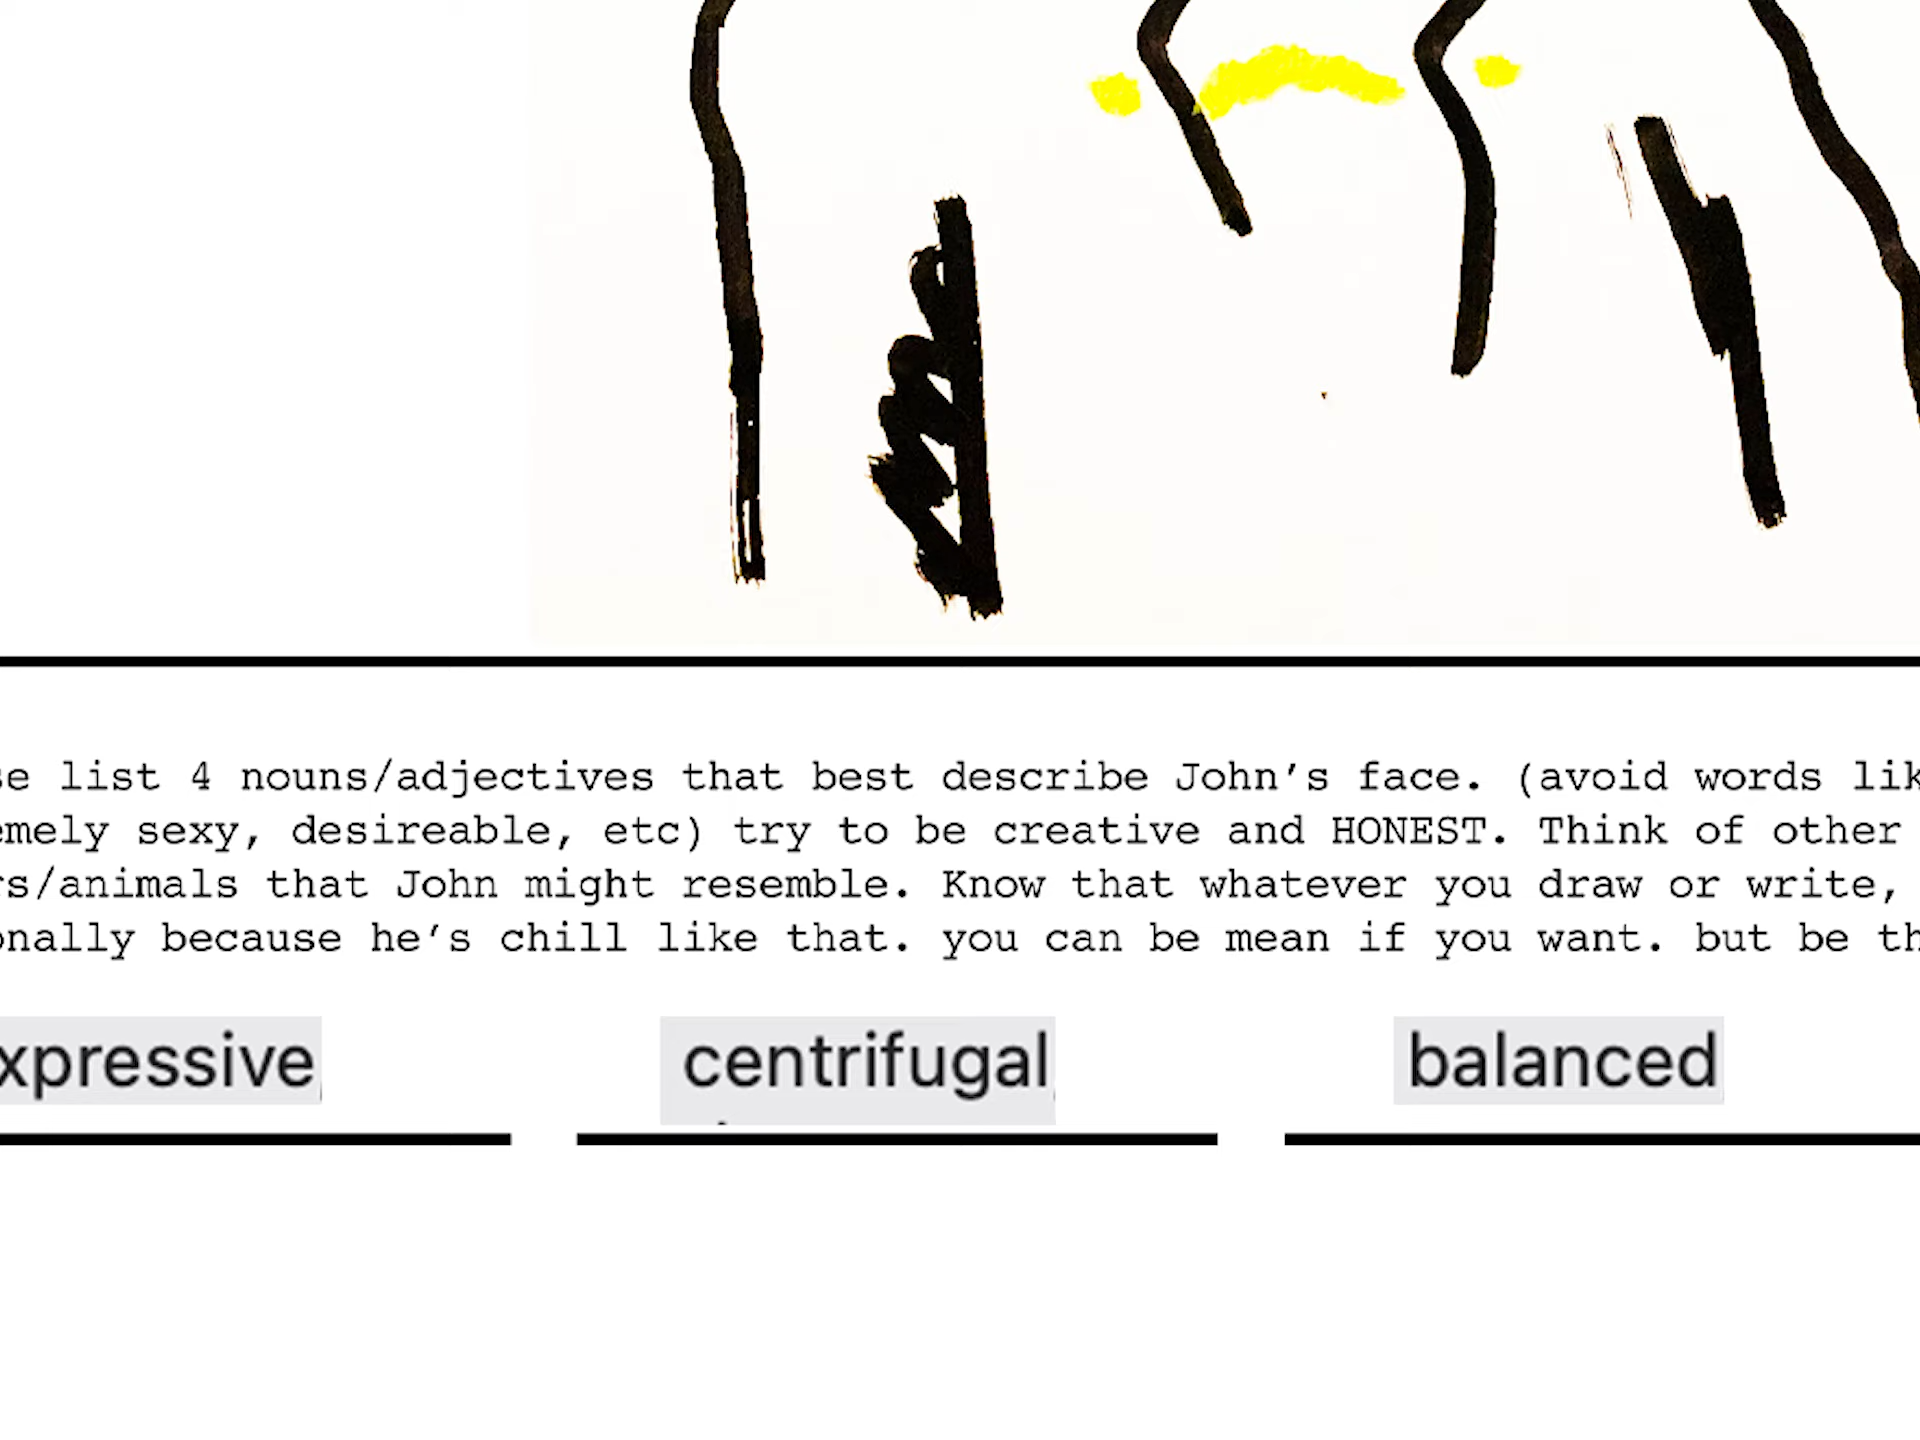 se list 4 nouns/adjectives that best describe John's face. (avoid words lik
emely sexy, desireable, etc) try to be creative and HONEST. Think of other
rs/animals that John might resemble. Know that whatever you draw or write,
onally because he's chill like that. you can be mean if you want. but be th
xpressive centrifugal balanced